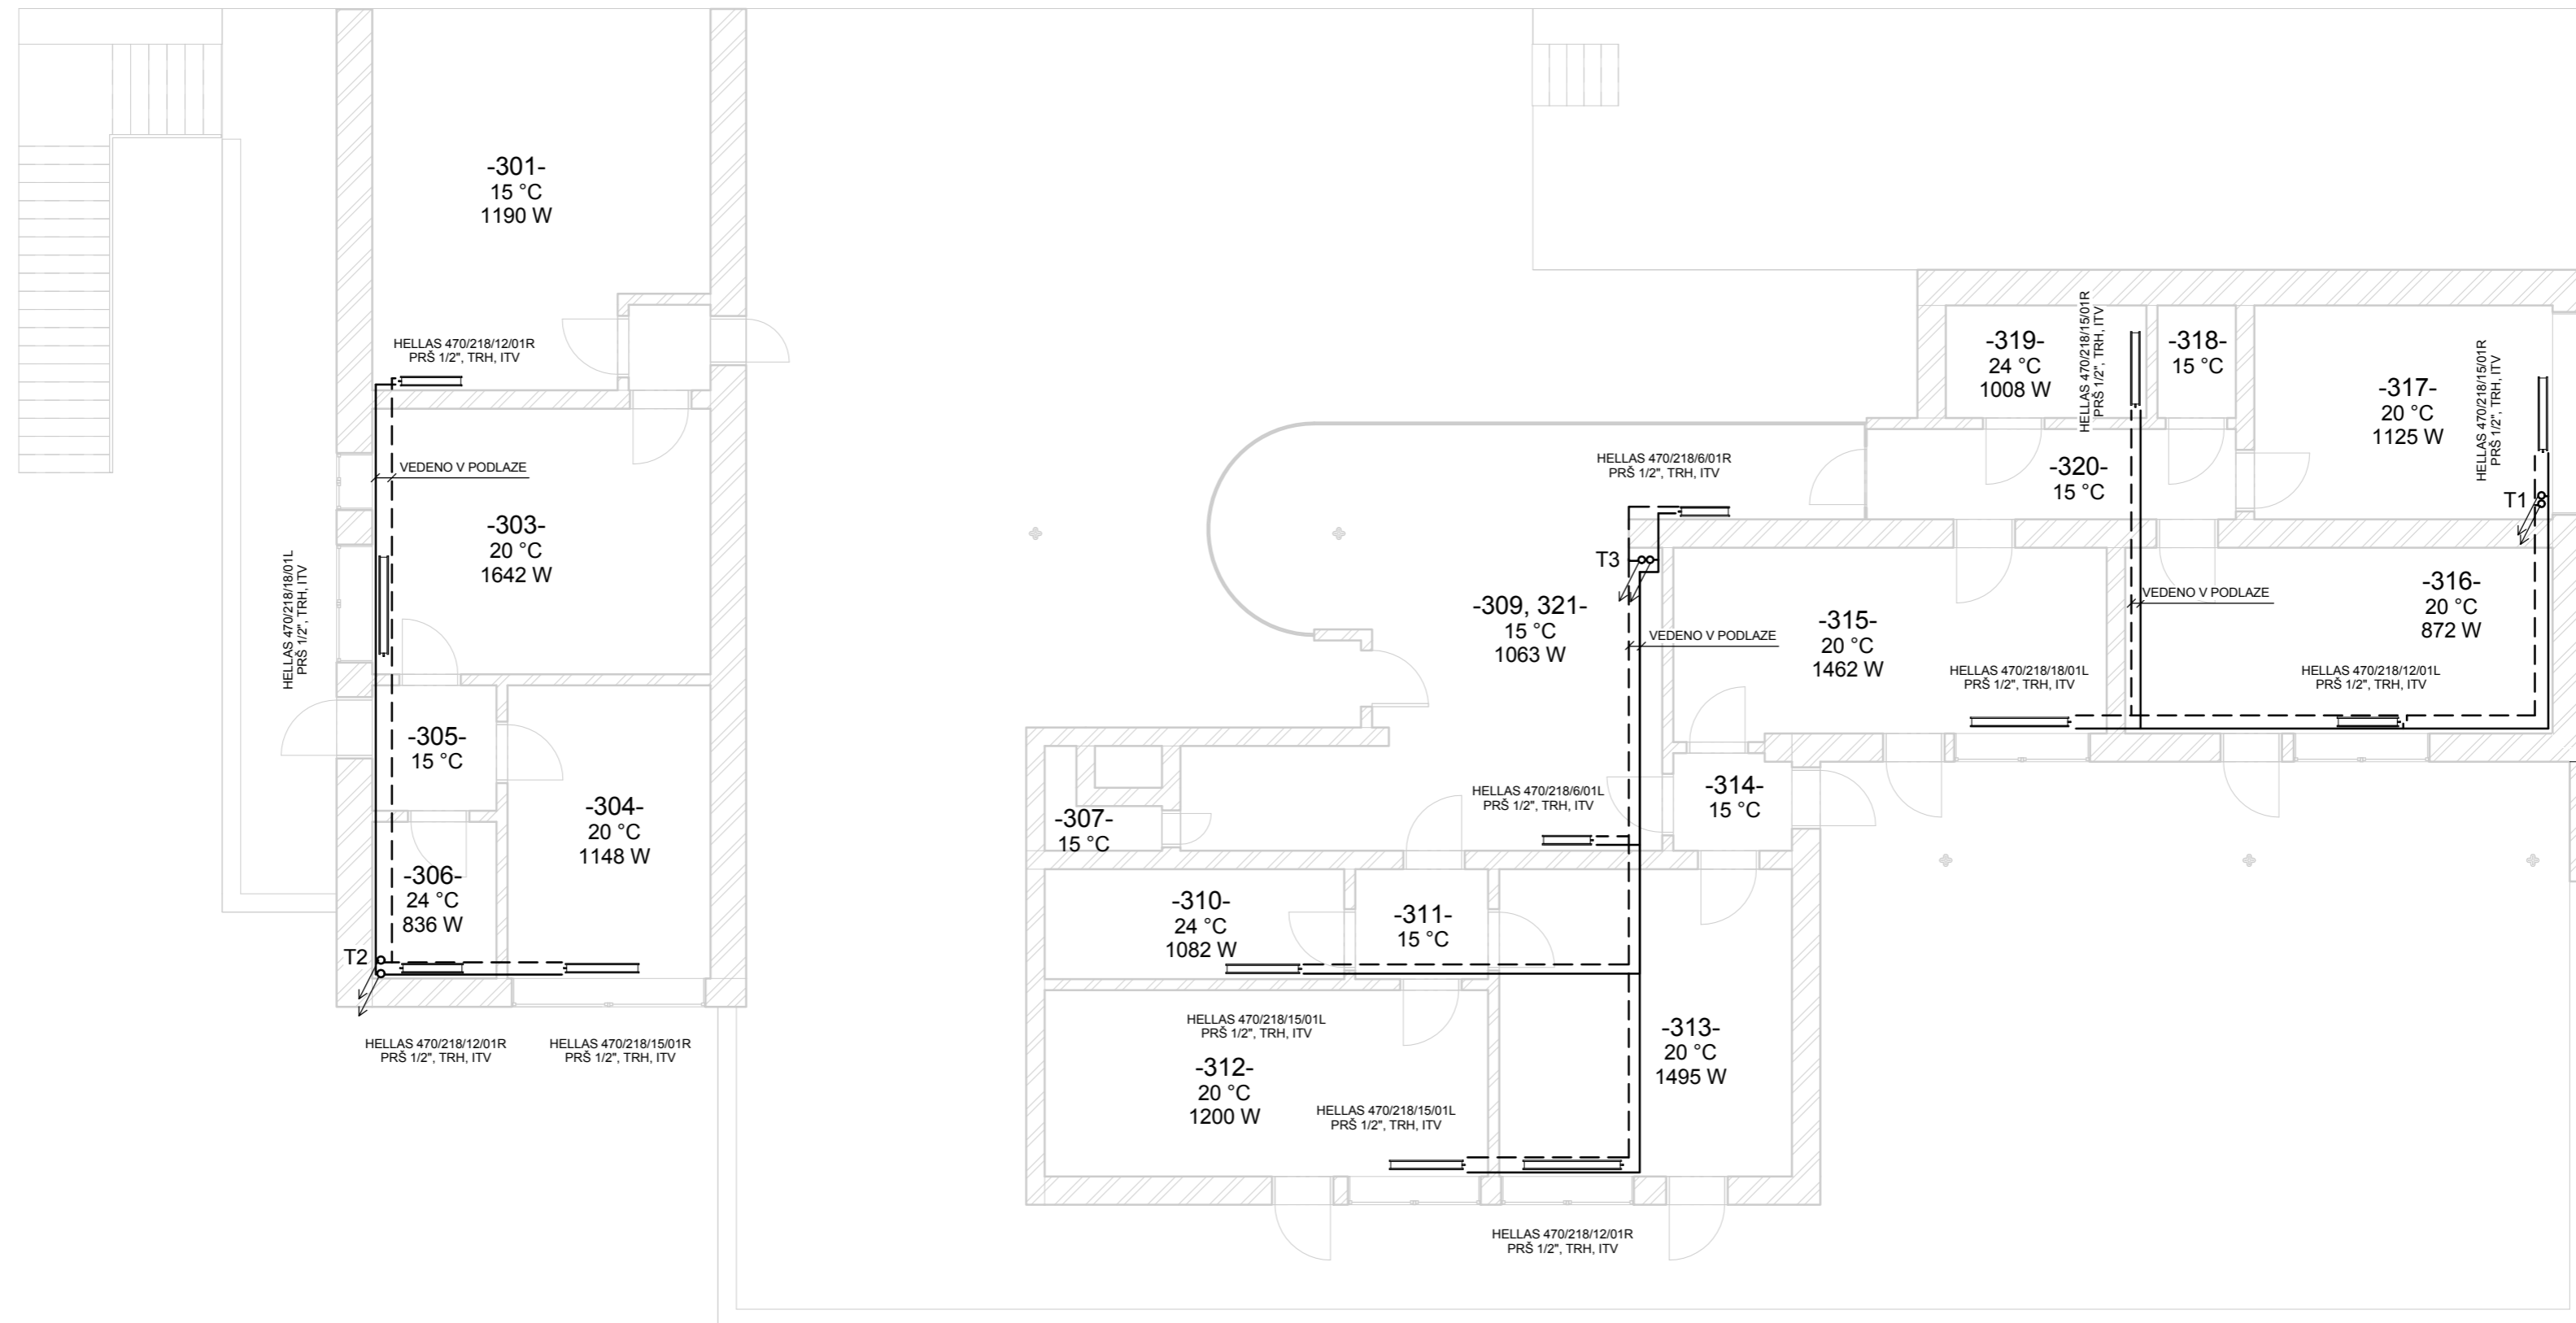 -301-
15 °C
1190 W
HELLAS 470/218/12/01R
PRŠ 1/2", TRH, ITV
VEDENO V PODLAZE
-303-
20 °C
1642 W
HELLAS 470/218/18/01L
PRŠ 1/2", TRH, ITV
-305-
15 °C
-304-
20 °C
1148 W
-306-
24 °C
836 W
T2
HELLAS 470/218/12/01R
PRŠ 1/2", TRH, ITV
HELLAS 470/218/15/01R
PRŠ 1/2", TRH, ITV
HELLAS 470/218/6/01R
PRŠ 1/2", TRH, ITV
T3
-309, 321-
15 °C
1063 W
VEDENO V PODLAZE
HELLAS 470/218/6/01L
PRŠ 1/2", TRH, ITV
-307-
15 °C
-310-
24 °C
1082 W
-311-
15 °C
HELLAS 470/218/15/01L
PRŠ 1/2", TRH, ITV
-312-
20 °C
1200 W
HELLAS 470/218/15/01L
PRŠ 1/2", TRH, ITV
-313-
20 °C
1495 W
HELLAS 470/218/12/01R
PRŠ 1/2", TRH, ITV
-314-
15 °C
-315-
20 °C
1462 W
HELLAS 470/218/18/01L
PRŠ 1/2", TRH, ITV
-319-
24 °C
1008 W
HELLAS 470/218/15/01R
PRŠ 1/2", TRH, ITV
-318-
15 °C
-320-
15 °C
-317-
20 °C
1125 W
HELLAS 470/218/15/01R
PRŠ 1/2", TRH, ITV
T1
VEDENO V PODLAZE
-316-
20 °C
872 W
HELLAS 470/218/12/01L
PRŠ 1/2", TRH, ITV